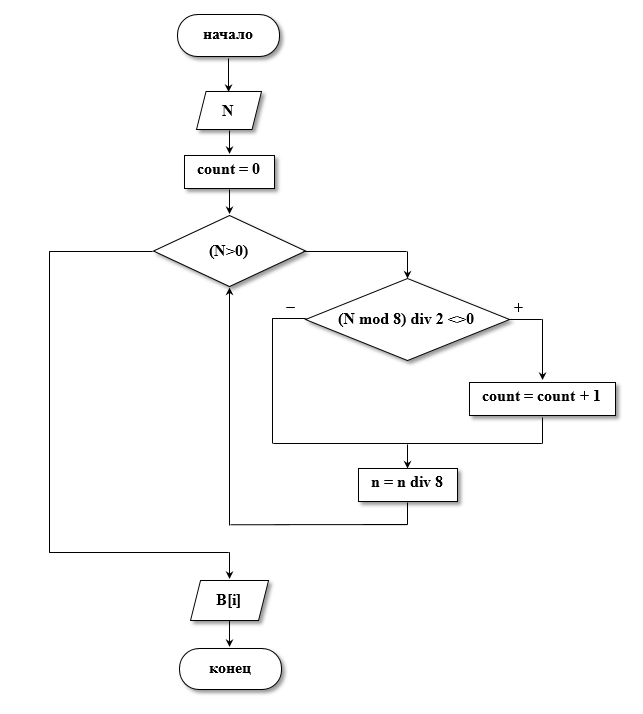 начало
N
count = 0
(N>0)
(N mod 8) div 2 <>0
–
+
count = count + 1
n = n div 8
B[i]
конец